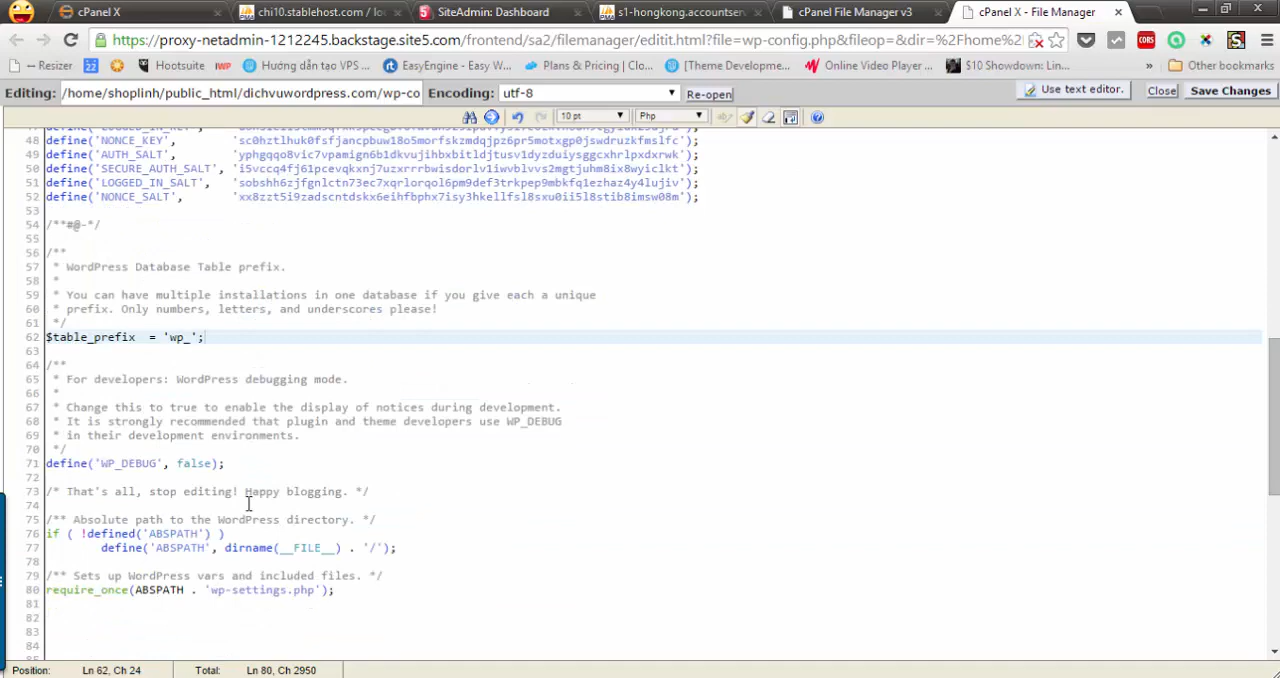 cPanel X
chi10.stablehost.com / lo
SiteAdmin: Dashboard
s1-hongkong.accountserv
cPanel File Manager v3
cPanel X - File Manager
https://proxy-netadmin-1212245.backstage.site5.com/frontend/sa2/filemanager/editit.html?file=wp-config.php&fileop=&dir=%2Fhome%2
Resizer
22
Hootsuite
IWP
Hướng dẫn tạo VPS ...
EasyEngine - Easy W...
Plans & Pricing | Clo...
[Theme Developme...
Online Video Player ...
$10 Showdown: Lin...
»
Other bookmarks
Editing: /home/shoplinh/public_html/dichvuwordpress.com/wp-co
Encoding: utf-8
Re-open
Use text editor.
Close
Save Changes
10 pt
Php
48 define('NONCE_KEY', 'sc0hztlhuk0fsfjaowaypcewbpbuw18o5morfskzmdqjpz6pr5motxgp0jswdruzkfmslfc');
49 define('AUTH_SALT', 'yphgqqo8vic7vpamign6b1dkvujihbxbitldjtusv1dyzduiysggcxhrlpxdxrwk');
50 define('SECURE_AUTH_SALT', 'i5vccq4fj61pcevqkxnj7uzxrrrbwisdorlv1iwvblvvs2mgtjuhm8ix8wyiclkt');
51 define('LOGGED_IN_SALT', 'sobshh6zjfgnlctn73ec7xqrlorqol6pm9def3trkpep9mbkfq1ezhaz4y4lujiv');
52 define('NONCE_SALT', 'xx8zzt5i9zadscntdskx6eihfbphx7isy3hkellfsl8sxu0ii5l8stib8imsw08m');
53
54 /**#@-*/
55
56 /**
57 * WordPress Database Table prefix.
58 *
59 * You can have multiple installations in one database if you give each a unique
60 * prefix. Only numbers, letters, and underscores please!
61 */
62 $table_prefix = 'wp_';
63
64 /**
65 * For developers: WordPress debugging mode.
66 *
67 * Change this to true to enable the display of notices during development.
68 * It is strongly recommended that plugin and theme developers use WP_DEBUG
69 * in their development environments.
70 */
71 define('WP_DEBUG', false);
72
73 /* That's all, stop editing! Happy blogging. */
74
75 /** Absolute path to the WordPress directory. */
76 if ( !defined('ABSPATH') )
77 define('ABSPATH', dirname(__FILE__) . '/');
78
79 /** Sets up WordPress vars and included files. */
80 require_once(ABSPATH . 'wp-settings.php');
81
82
83
84
Position: Ln 62, Ch 24 Total: Ln 80, Ch 2950